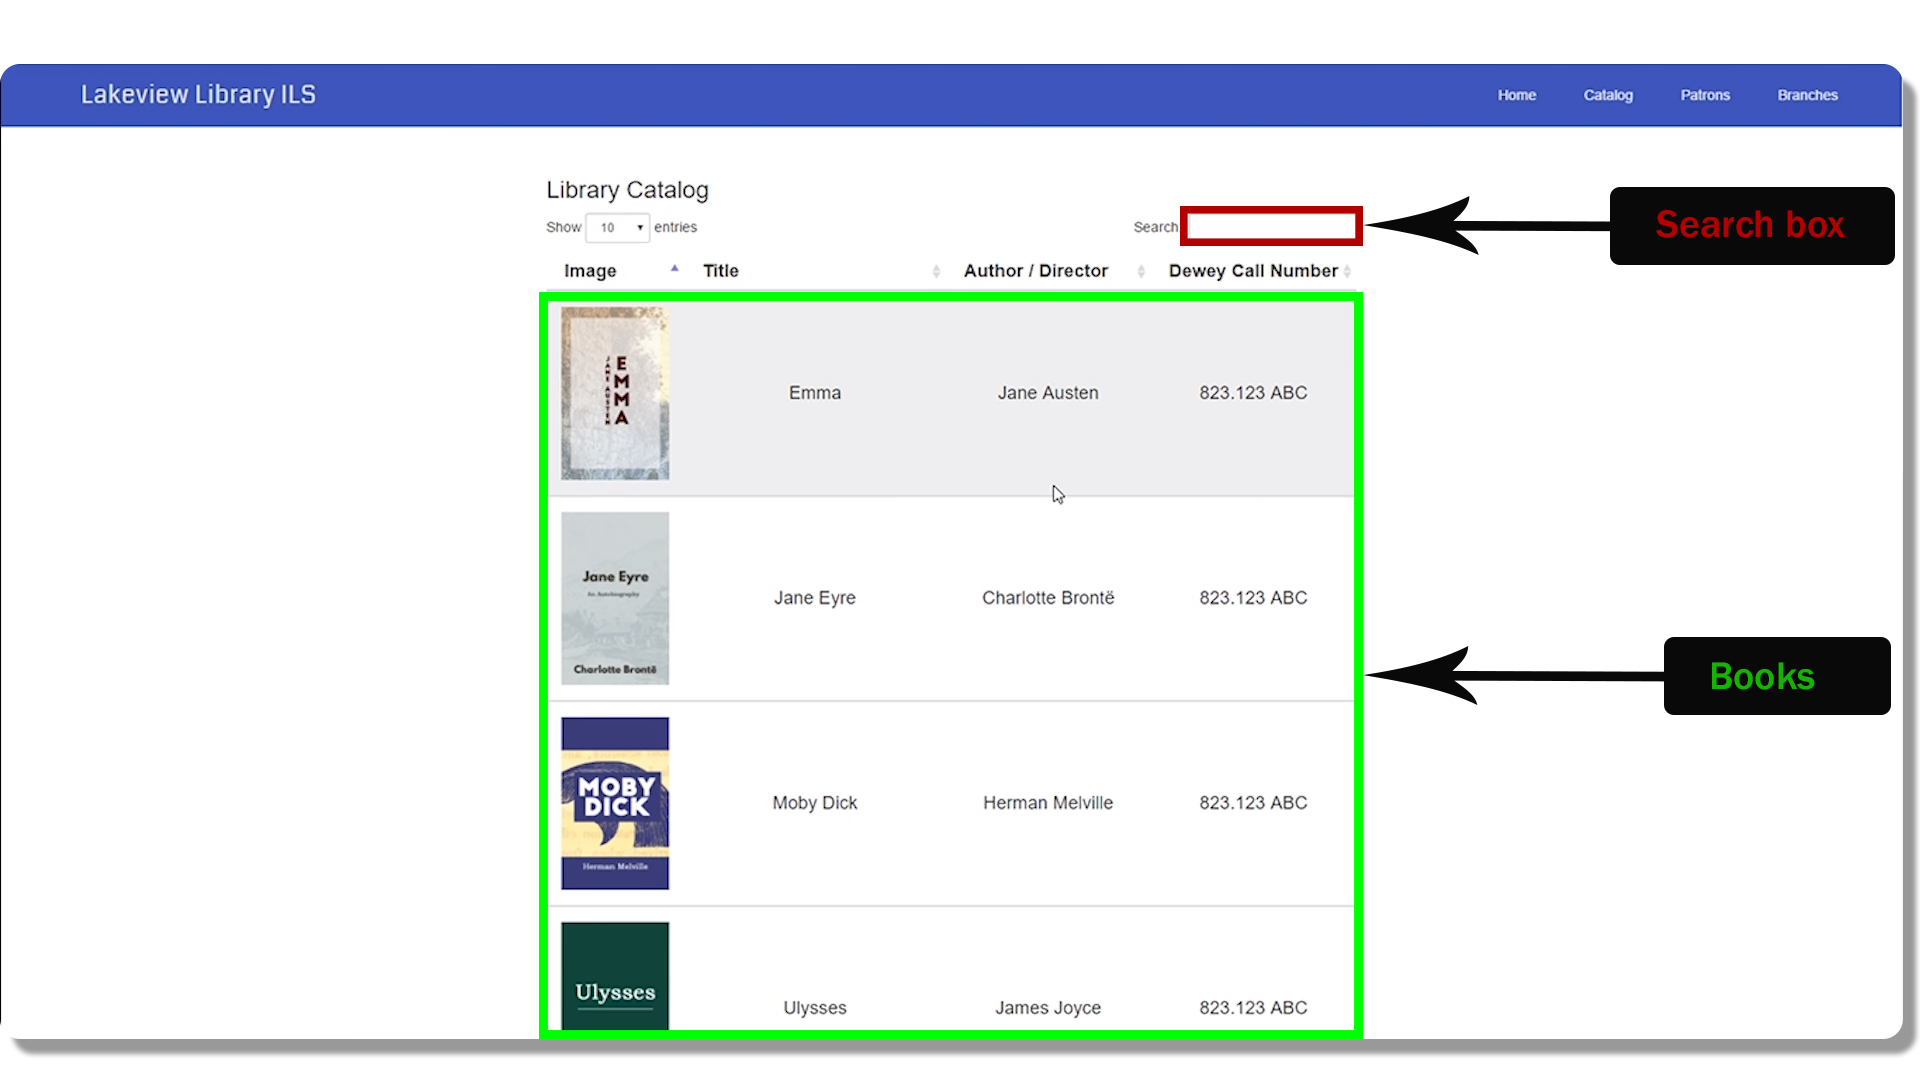 Lakeview Library ILS
Home Catalog Patrons Branches
Library Catalog
Show 10 entries
Search
Search box
Image Title Author / Director Dewey Call Number
EMMA
JANE AUSTEN
Emma Jane Austen 823.123 ABC
Jane Eyre
An Autobiography
Charlotte Brontë
Jane Eyre Charlotte Brontë 823.123 ABC
Books
MOBY
DICK
Herman Melville
Moby Dick Herman Melville 823.123 ABC
Ulysses
Ulysses James Joyce 823.123 ABC